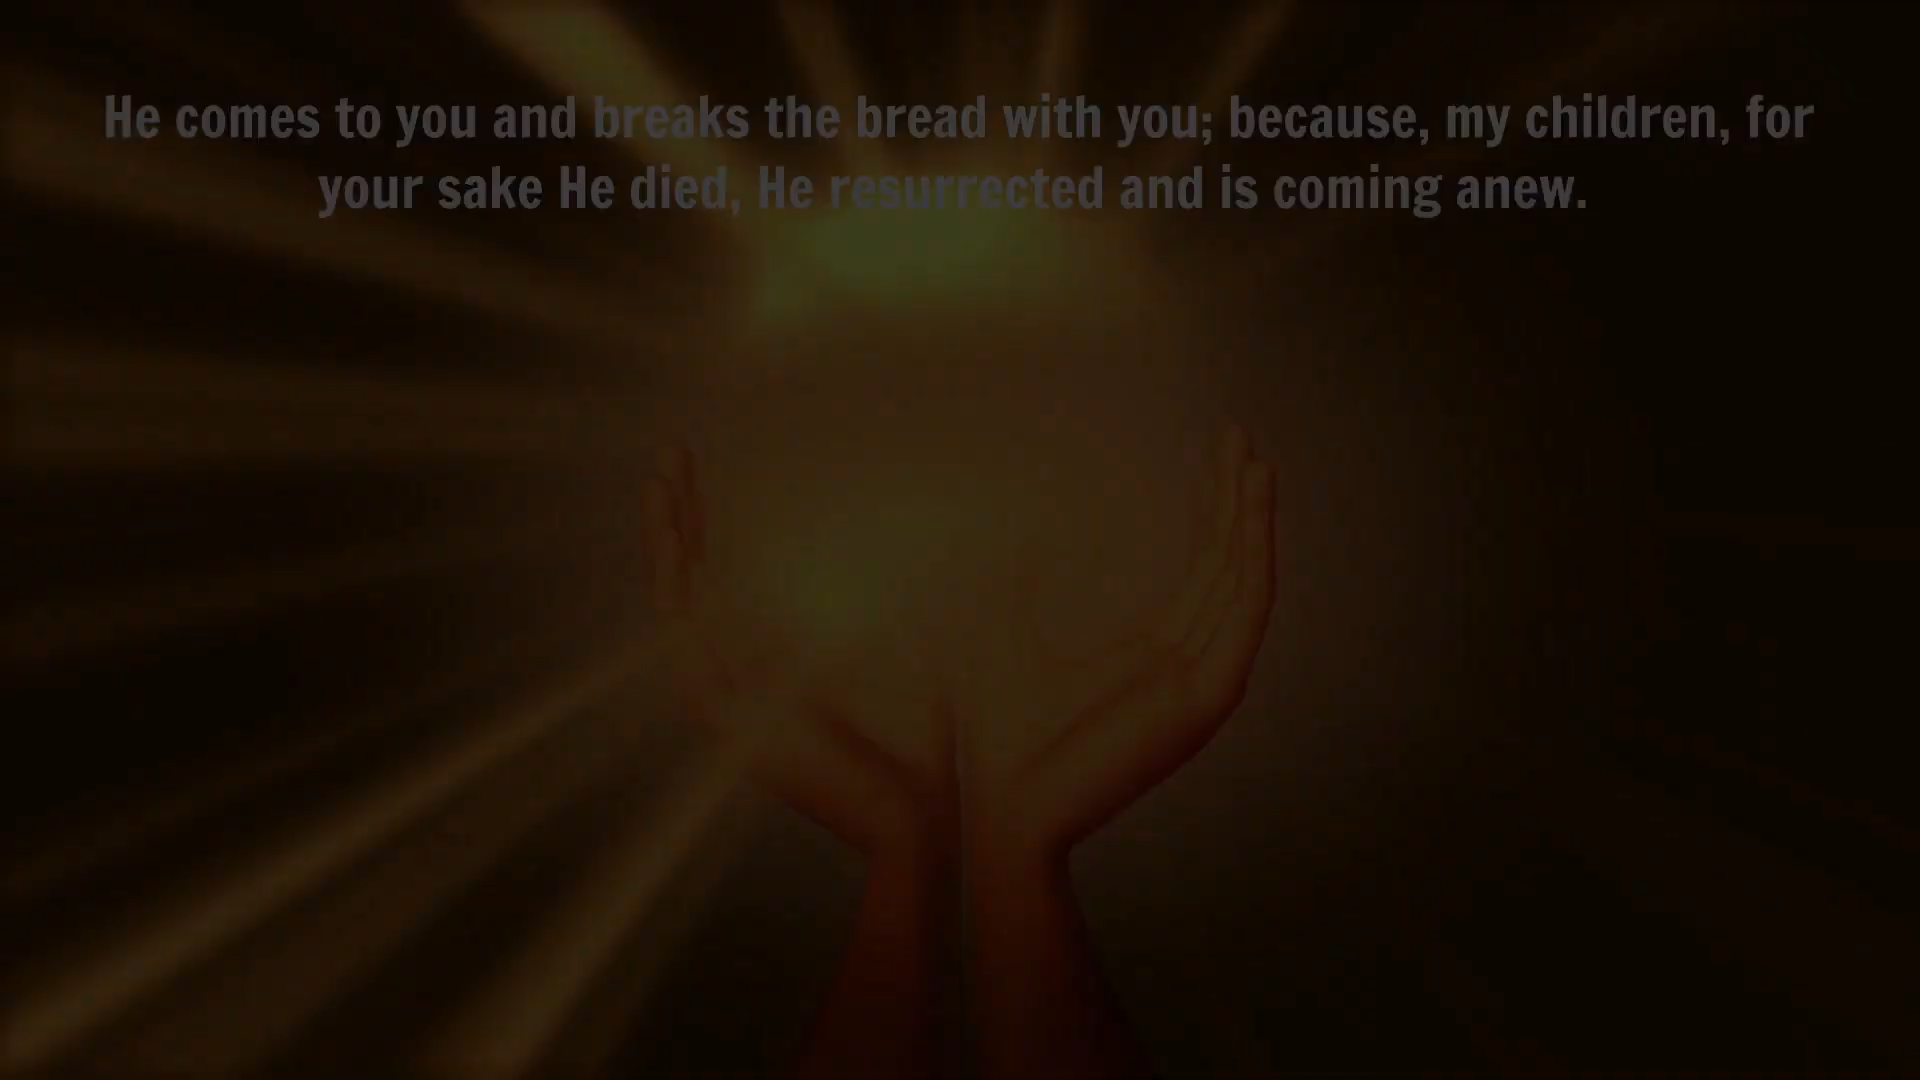 He comes to you and breaks the bread with you; because, my children, for
your sake He died, He resurrected and is coming anew.